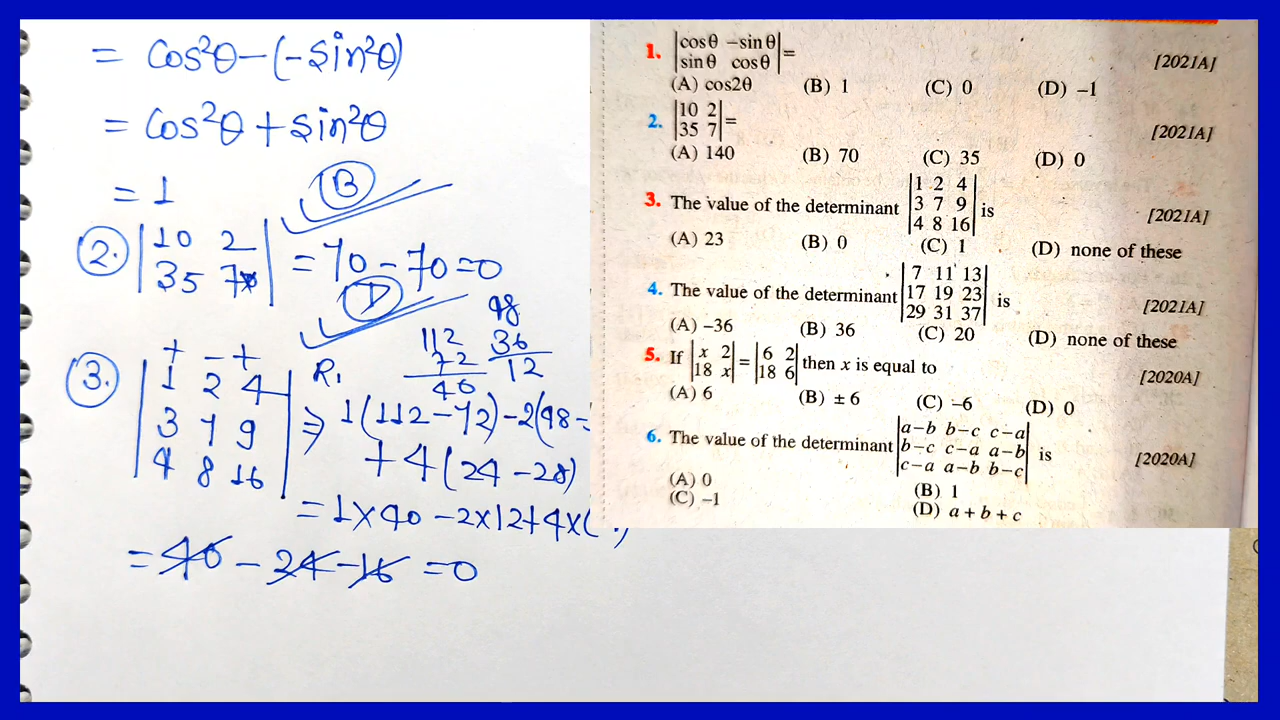 = Cos²θ-(-sin²θ)
= Cos²θ+sin²θ
= 1 (B)
2. |10 2| = 70-70=0
|35 7|
(D)
98
112 36
72 12
40
+ - +
3. |1 2 4| R₁
|3 7 9| ⇒ 1(112-72)-2(48-
|4 8 16| +4(24-28)
=1×40-2×12+4×(
= 40-24-16 =0
1. |cosθ -sinθ| =
|sinθ cosθ| [2021A]
(A) cos2θ (B) 1 (C) 0 (D) -1
2. |10 2| =
|35 7| [2021A]
(A) 140 (B) 70 (C) 35 (D) 0
|1 2 4|
3. The value of the determinant |3 7 9| is [2021A]
|4 8 16|
(A) 23 (B) 0 (C) 1 (D) none of these
|7 11 13|
4. The value of the determinant |17 19 23| is [2021A]
|29 31 37|
(A) -36 (B) 36 (C) 20 (D) none of these
5. If |x 2| = |6 2| then x is equal to
|18 x| |18 6| [2020A]
(A) 6 (B) ± 6 (C) -6 (D) 0
|a-b b-c c-a|
6. The value of the determinant |b-c c-a a-b| is [2020A]
|c-a a-b b-c|
(A) 0 (B) 1
(C) -1 (D) a + b + c